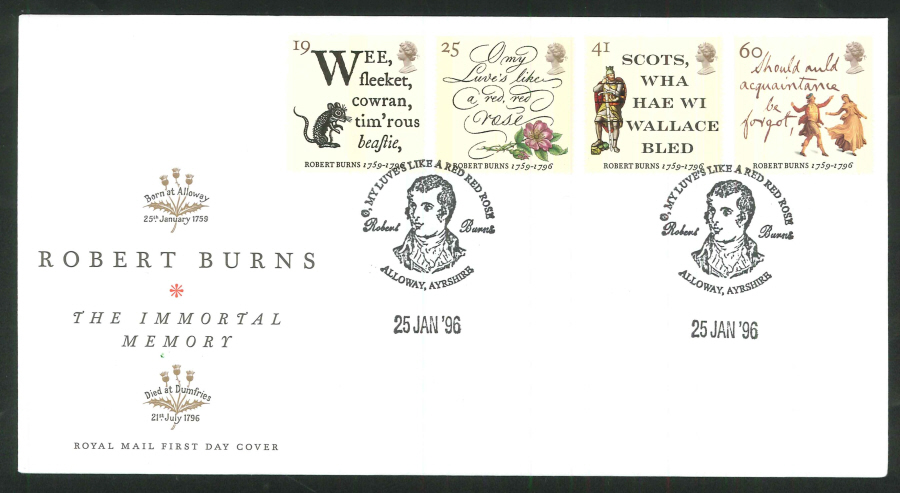 19
WEE,
fleeket,
cowran,
tim'rous
beastie,
ROBERT BURNS 1759-1796
25
O my
Luve's like
a red, red
rose
ROBERT BURNS 1759-1796
41
SCOTS,
WHA
HAE WI
WALLACE
BLED
ROBERT BURNS 1759-1796
60
Should auld
acquaintance
be
forgot,
ROBERT BURNS 1759-1796
O, MY LUVE'S LIKE A RED RED ROSE
Robert Burns
ALLOWAY, AYRSHIRE
25 JAN '96
O, MY LUVE'S LIKE A RED RED ROSE
Robert Burns
ALLOWAY, AYRSHIRE
25 JAN '96
Born at Alloway
25th January 1759
ROBERT BURNS
THE IMMORTAL
MEMORY
Died at Dumfries
21st July 1796
ROYAL MAIL FIRST DAY COVER